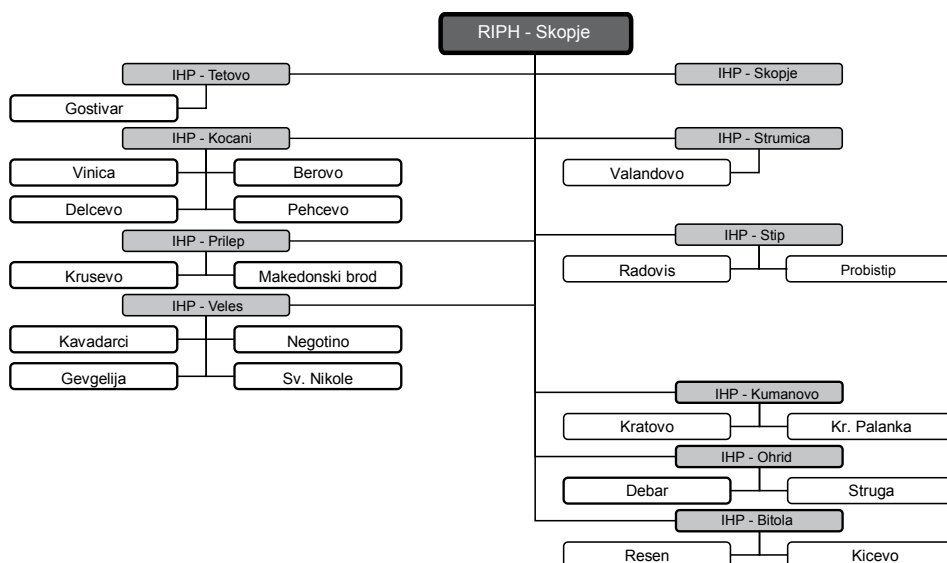 RIPH - Skopje
IHP - Tetovo
IHP - Skopje
Gostivar
IHP - Kocani
IHP - Strumica
Vinica
Berovo
Valandovo
Delcevo
Pehcevo
IHP - Prilep
IHP - Stip
Krusevo
Makedonski brod
Radovis
Probistip
IHP - Veles
Kavadarci
Negotino
Gevgelija
Sv. Nikole
IHP - Kumanovo
Kratovo
Kr. Palanka
IHP - Ohrid
Debar
Struga
IHP - Bitola
Resen
Kicevo